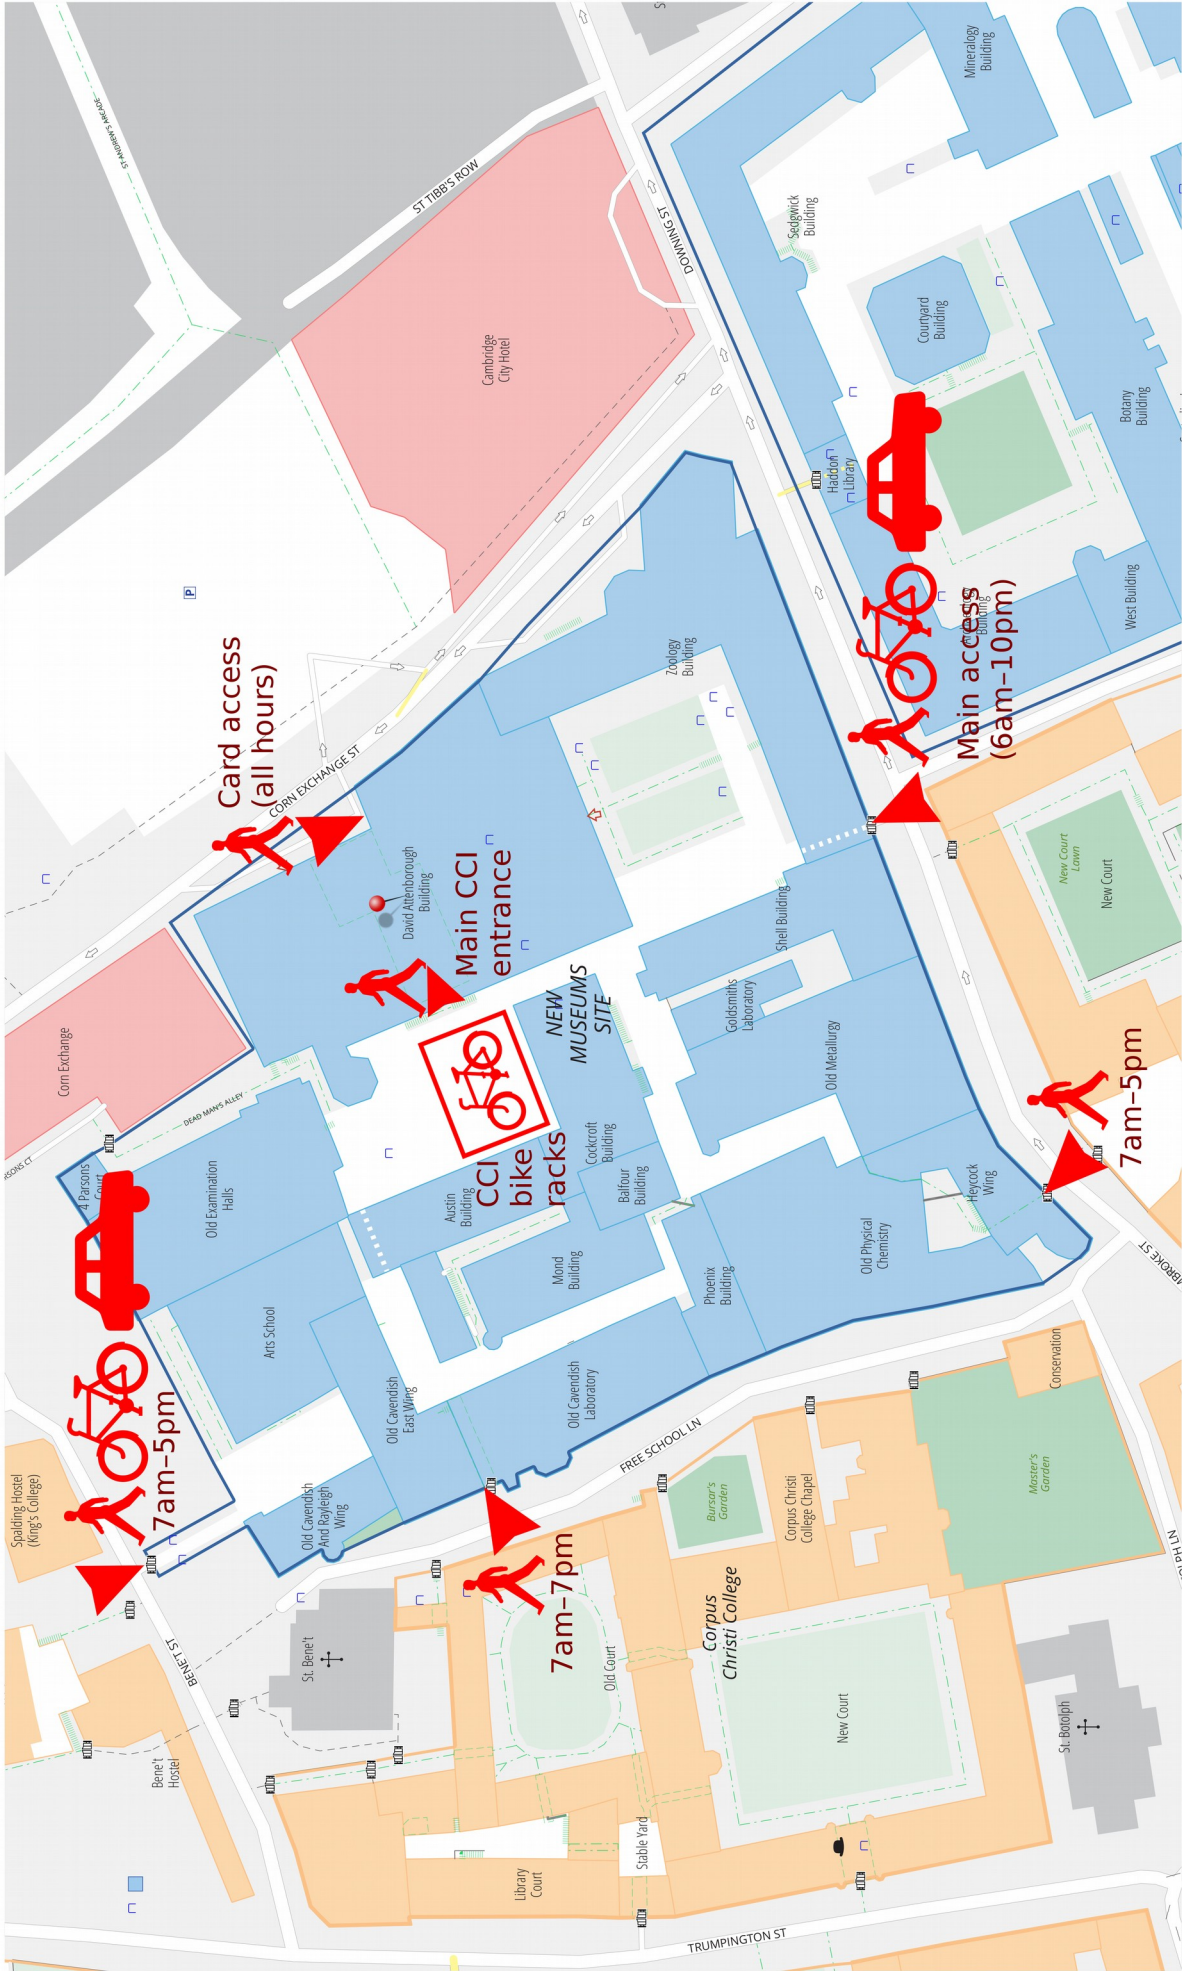 Spalding Hostel
(King's College)
RSONS CT
Corn Exchange
4 Parsons
Court
ST ANDREW'S ARCADE
7am–5pm
Bene't
Hostel
BENE'T ST
DEAD MAN'S ALLEY
Old Examination
Halls
P
Card access
(all hours)
CORN EXCHANGE ST
Arts School
St. Bene't
Old Cavendish
And Rayleigh
Wing
Old Cavendish
East Wing
David Attenborough
Building
ST TIBB'S ROW
Main CCI
entrance
Austin
Building
CCI
bike
racks
Cambridge
City Hotel
Library
Court
7am–7pm
Mond
Building
NEW
MUSEUMS
SITE
Old Cavendish
Laboratory
Cockcroft
Building
Balfour
Building
Old Court
Stable Yard
FREE SCHOOL LN
Zoology
Building
DOWNING ST
Corpus
Christi College
Bursar's
Garden
Phoenix
Building
Goldsmiths
Laboratory
TRUMPINGTON ST
Shell Building
Corpus Christi
College Chapel
Sedgwick
Building
Old Metallurgy
New Court
Haddon
Library
Old Physical
Chemistry
Courtyard
Building
Main access
(6am–10pm)
Building
Heycock
Wing
Mineralogy
Building
Master's
Garden
Conservation
New Court
Lawn
New Court
St. Botolph
7am–5pm
Botany
Building
West Building
MBROKE ST